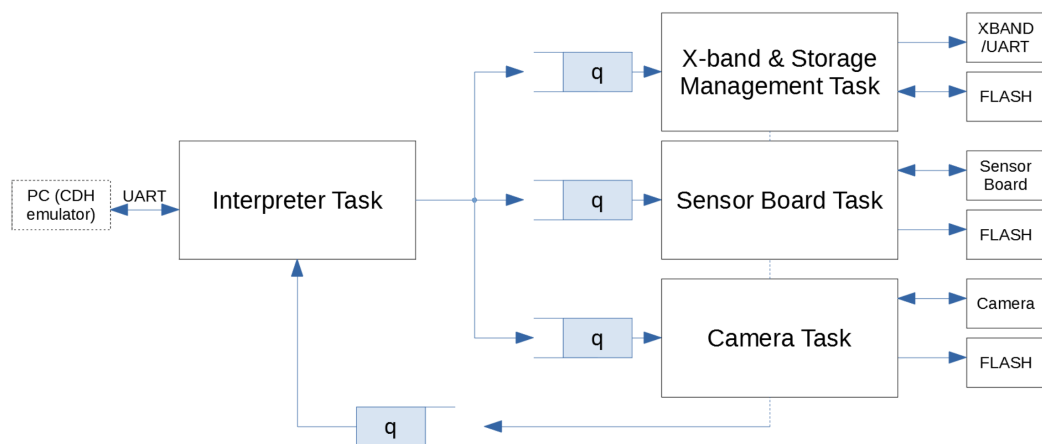 PC (CDH
emulator)
UART
Interpreter Task
q
X-band & Storage
Management Task
XBAND
/UART
FLASH
q
Sensor Board Task
Sensor
Board
FLASH
q
Camera Task
Camera
FLASH
q